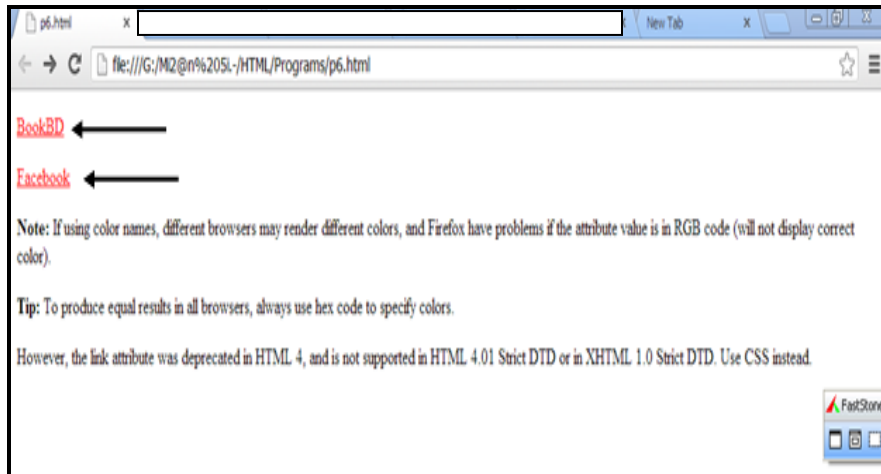 p6.html
New Tab
file:///G:/Ml2@n%205i.-/HTML/Programs/p6.html
BookBD
Facebook
Note: If using color names, different browsers may render different colors, and Firefox have problems if the attribute value is in RGB code (will not display correct
color).
Tip: To produce equal results in all browsers, always use hex code to specify colors.
However, the link attribute was deprecated in HTML 4, and is not supported in HTML 4.01 Strict DTD or in XHTML 1.0 Strict DTD. Use CSS instead.
FastStone